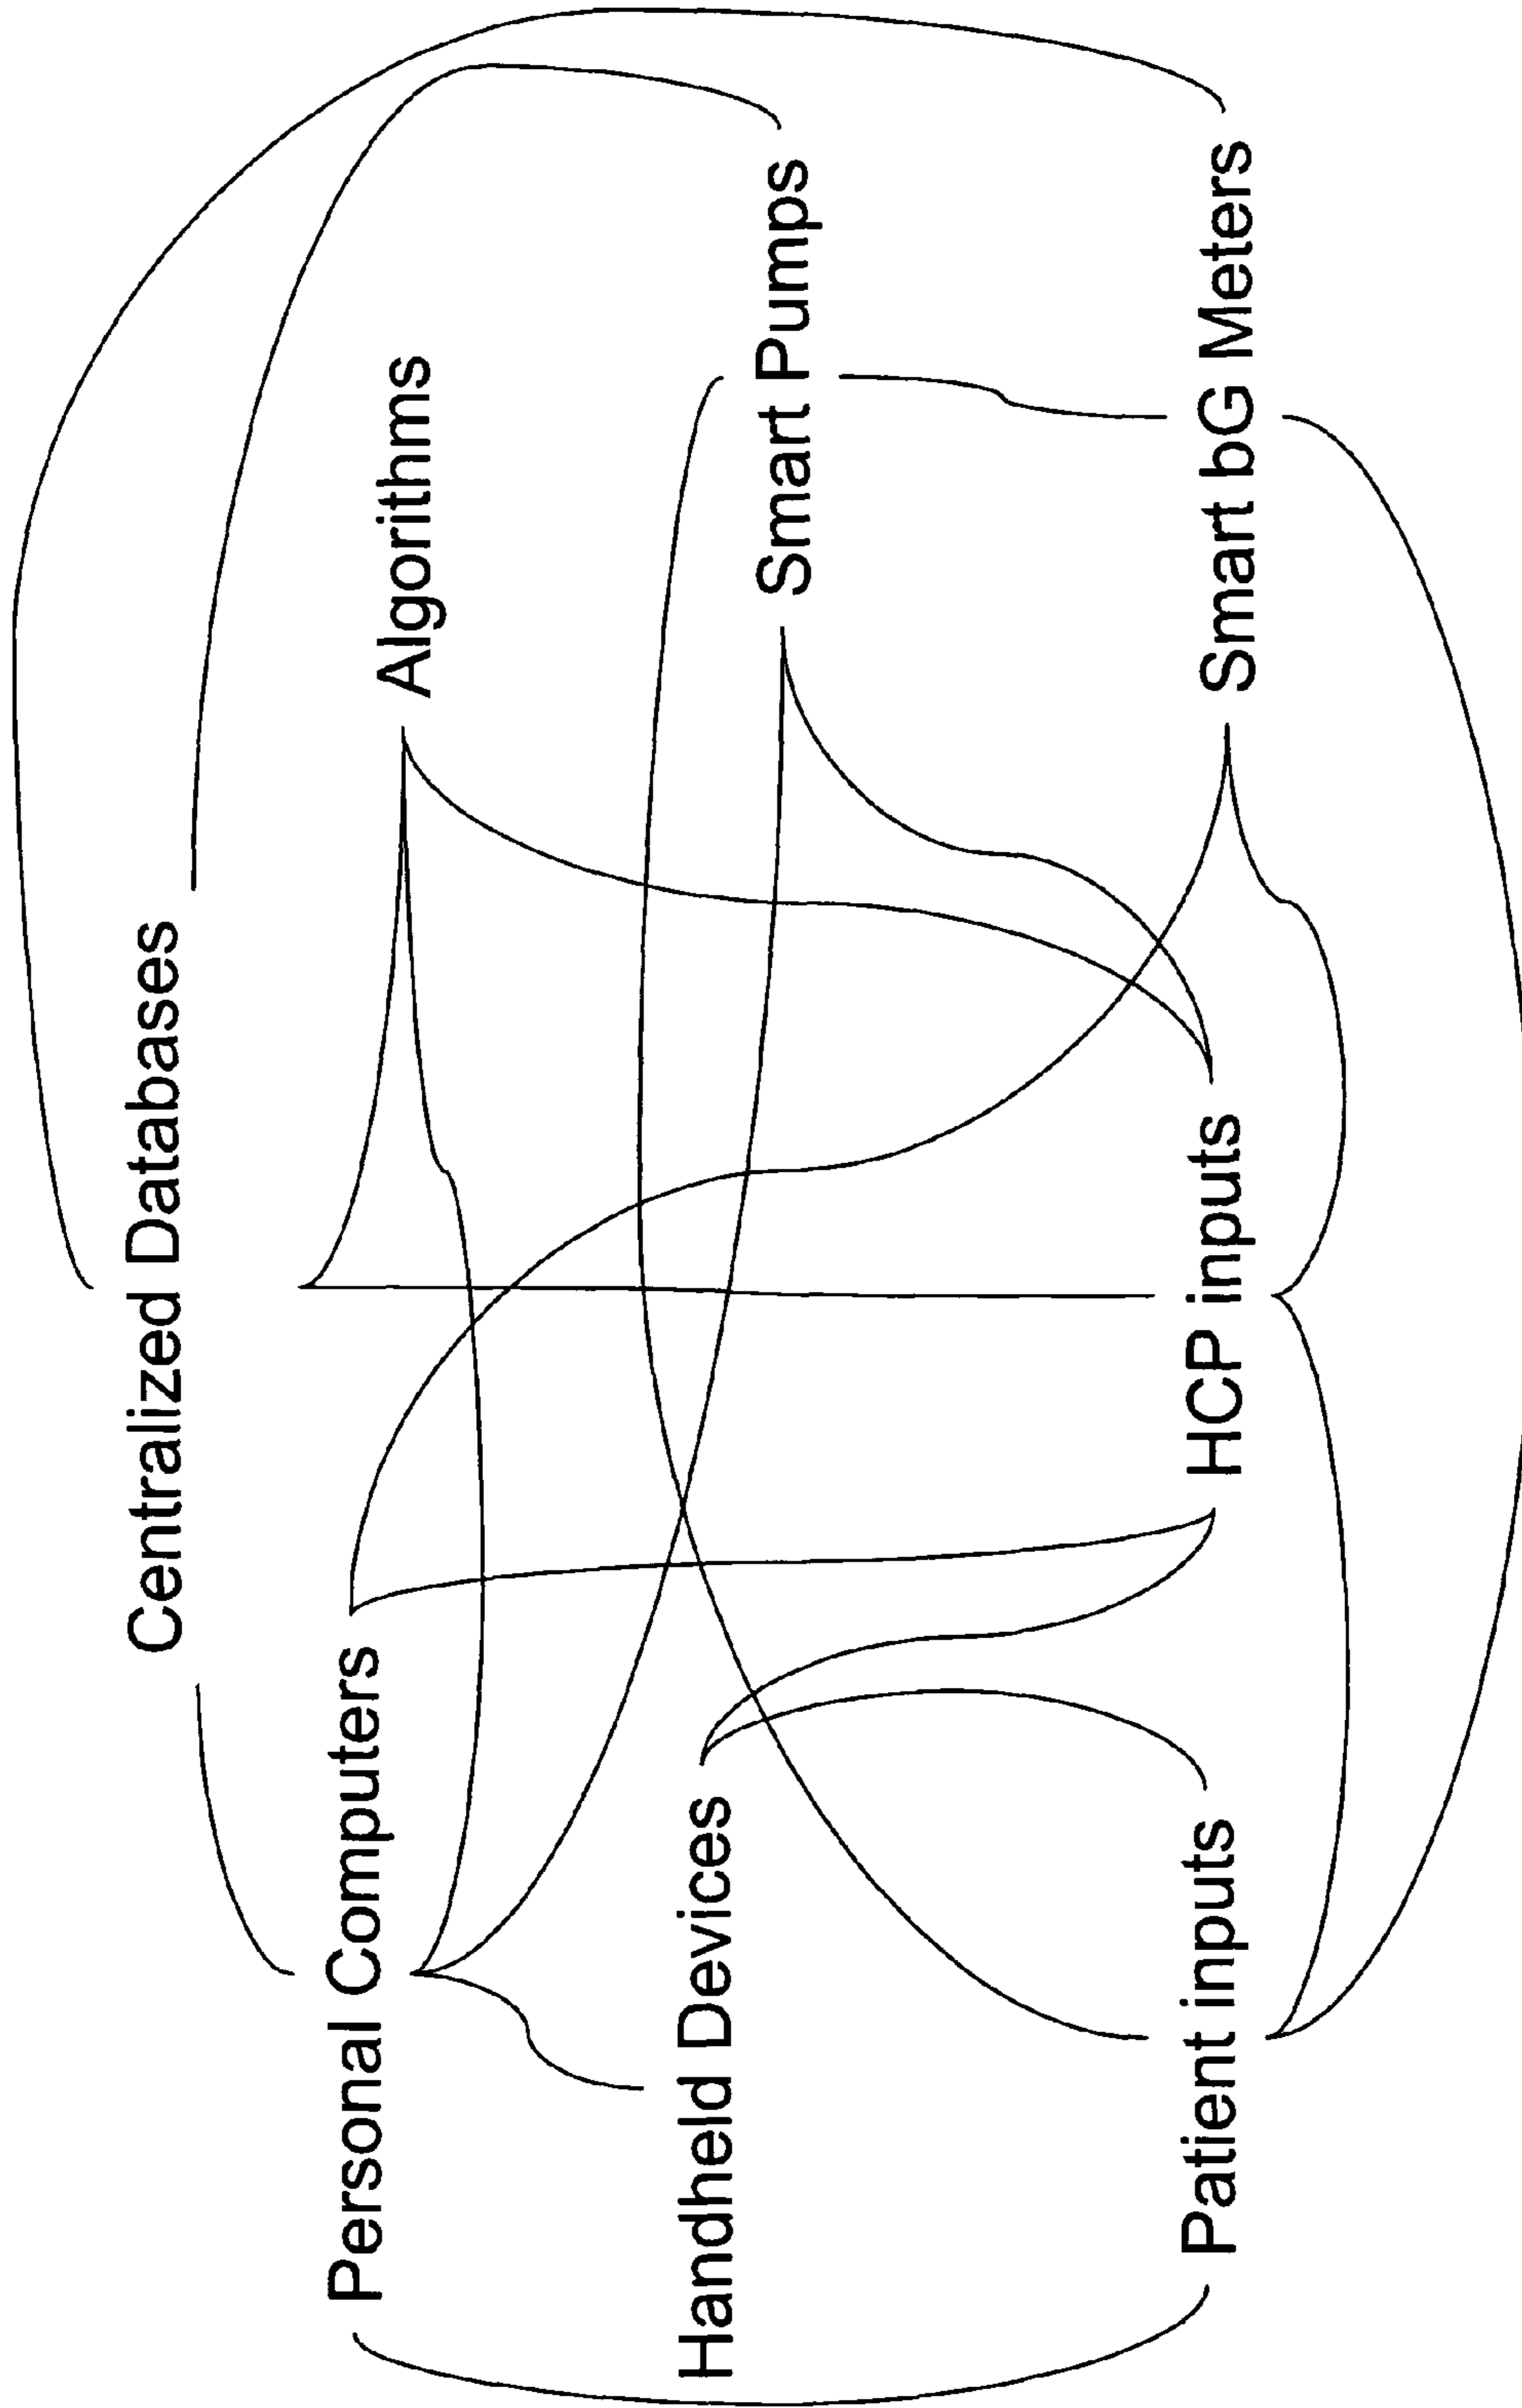 Centralized Databases
Personal Computers
Algorithms
Handheld Devices
Smart Pumps
Patient inputs
HCP inputs
Smart bG Meters